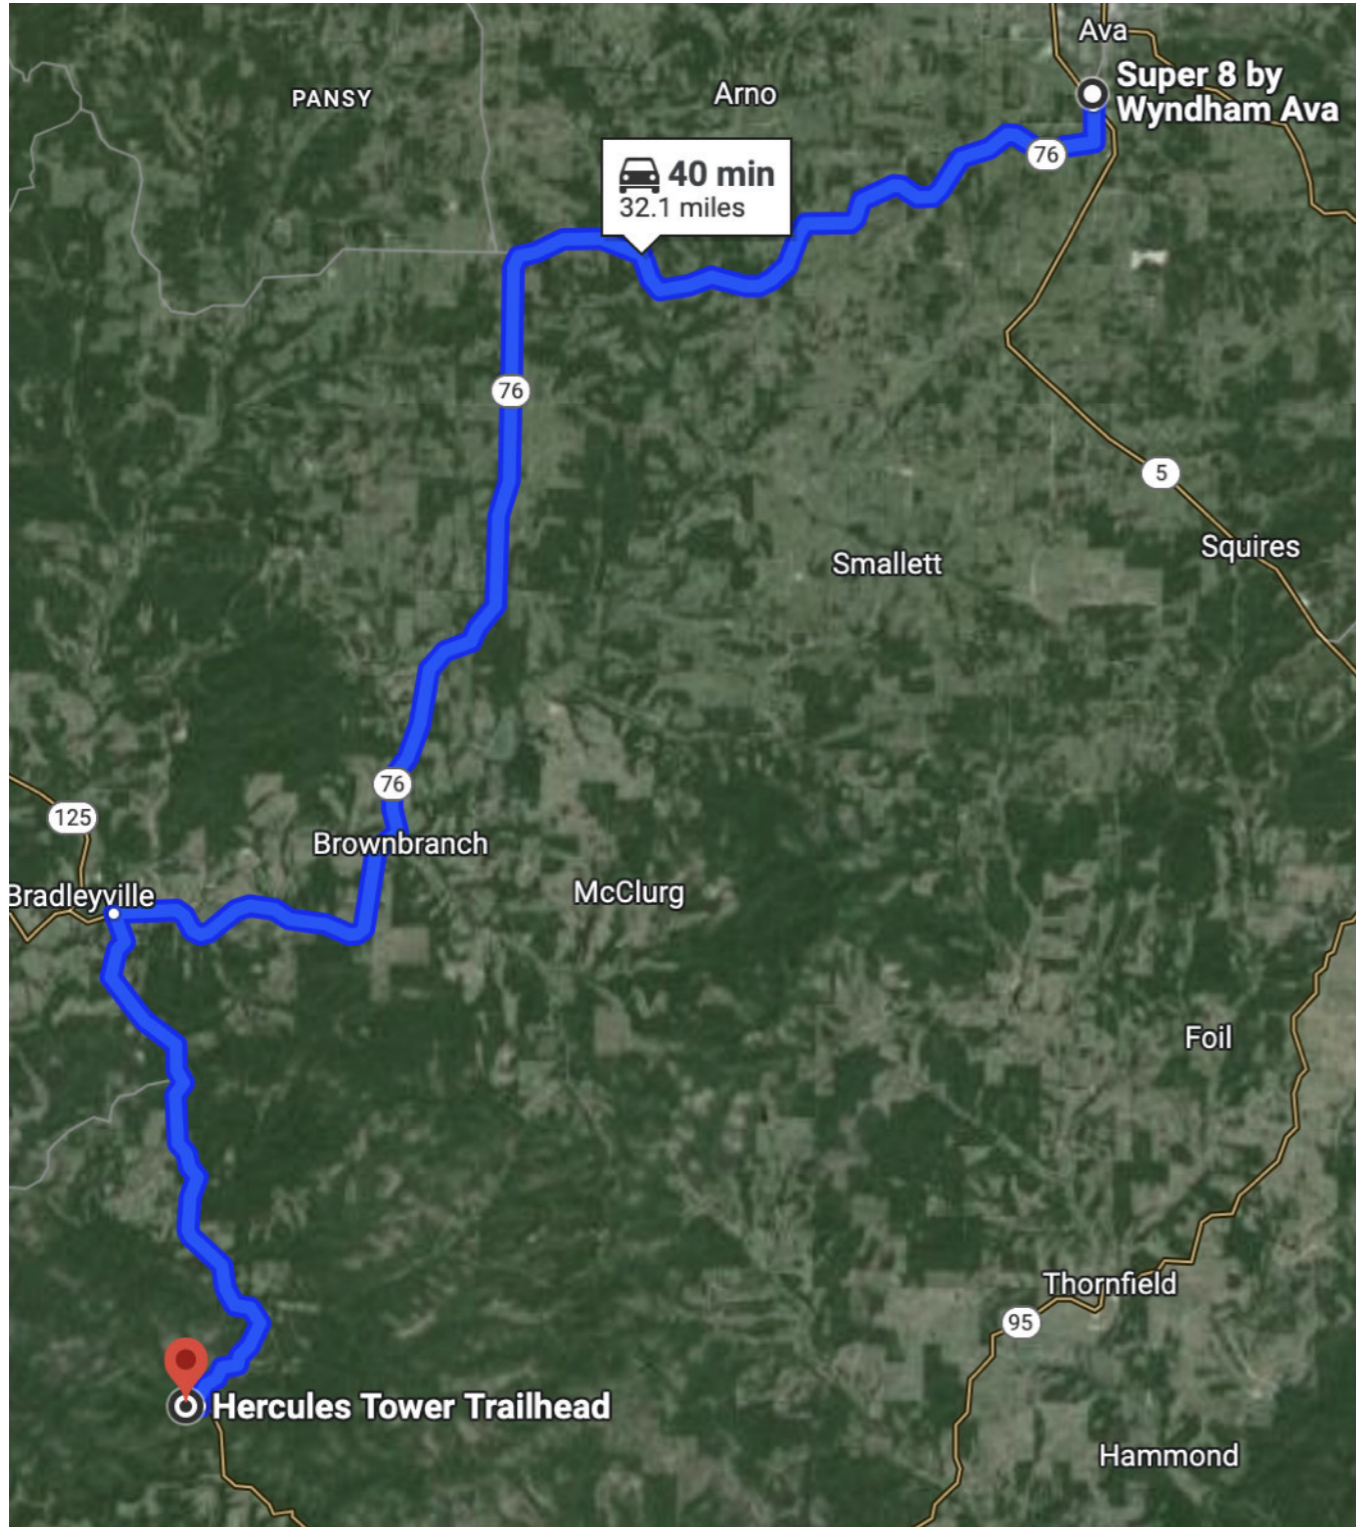 Ava
Super 8 by
Wyndham Ava
PANSY
Arno
76
40 min
32.1 miles
76
5
Squires
Smallett
76
125
Brownbranch
Bradleyville
McClurg
Foil
Thornfield
95
Hercules Tower Trailhead
Hammond